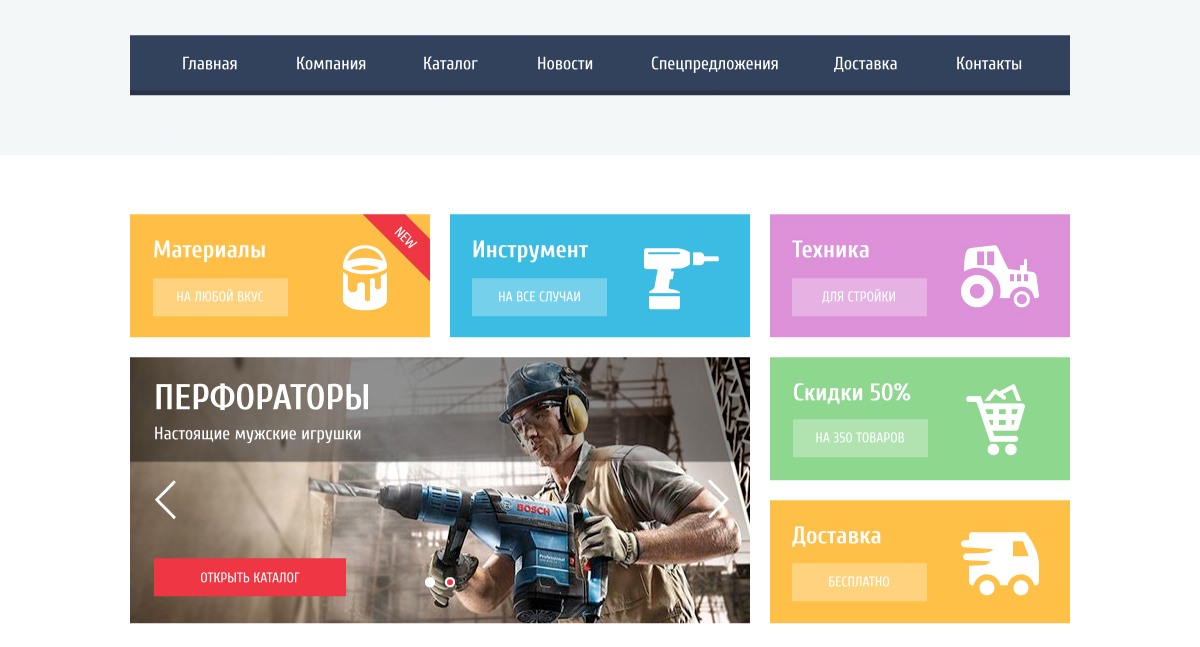 Главная Компания Каталог Новости Спецпредложения Доставка Контакты
Материалы
НА ЛЮБОЙ ВКУС
NEW
Инструмент
НА ВСЕ СЛУЧАИ
Техника
ДЛЯ СТРОЙКИ
ПЕРФОРАТОРЫ
Настоящие мужские игрушки
BOSCH
Professional
ОТКРЫТЬ КАТАЛОГ
Скидки 50%
НА 350 ТОВАРОВ
Доставка
БЕСПЛАТНО